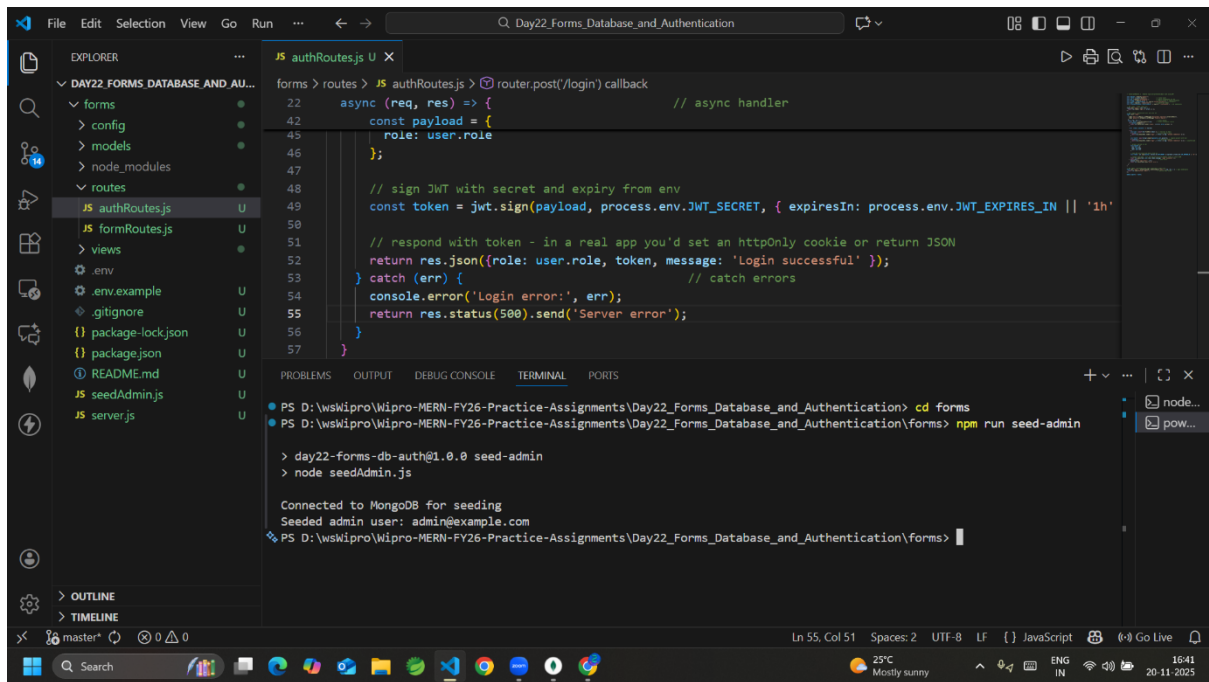 File Edit Selection View Go Run ··· Day22_Forms_Database_and_Authentication
EXPLORER ···
DAY22_FORMS_DATABASE_AND_AU...
forms
config
models
node_modules
routes
JS authRoutes.js U
JS formRoutes.js U
views
.env
.env.example U
.gitignore U
{} package-lock.json U
{} package.json U
README.md U
JS seedAdmin.js U
JS server.js U
OUTLINE
TIMELINE
14
JS authRoutes.js U
forms > routes > JS authRoutes.js > router.post('/login') callback
22 async (req, res) => { // async handler
42 const payload = {
45 role: user.role
46 };
47
48 // sign JWT with secret and expiry from env
49 const token = jwt.sign(payload, process.env.JWT_SECRET, { expiresIn: process.env.JWT_EXPIRES_IN || '1h'
50
51 // respond with token - in a real app you'd set an httpOnly cookie or return JSON
52 return res.json({role: user.role, token, message: 'Login successful' });
53 } catch (err) { // catch errors
54 console.error('Login error:', err);
55 return res.status(500).send('Server error');
56 }
57 }
PROBLEMS OUTPUT DEBUG CONSOLE TERMINAL PORTS
PS D:\wsWipro\Wipro-MERN-FY26-Practice-Assignments\Day22_Forms_Database_and_Authentication> cd forms
PS D:\wsWipro\Wipro-MERN-FY26-Practice-Assignments\Day22_Forms_Database_and_Authentication\forms> npm run seed-admin
> day22-forms-db-auth@1.0.0 seed-admin
> node seedAdmin.js
Connected to MongoDB for seeding
Seeded admin user: admin@example.com
PS D:\wsWipro\Wipro-MERN-FY26-Practice-Assignments\Day22_Forms_Database_and_Authentication\forms>
node...
pow...
master* 0 0 Ln 55, Col 51 Spaces: 2 UTF-8 LF {} JavaScript Go Live
Search
25°C
Mostly sunny
ENG
IN
16:41
20-11-2025